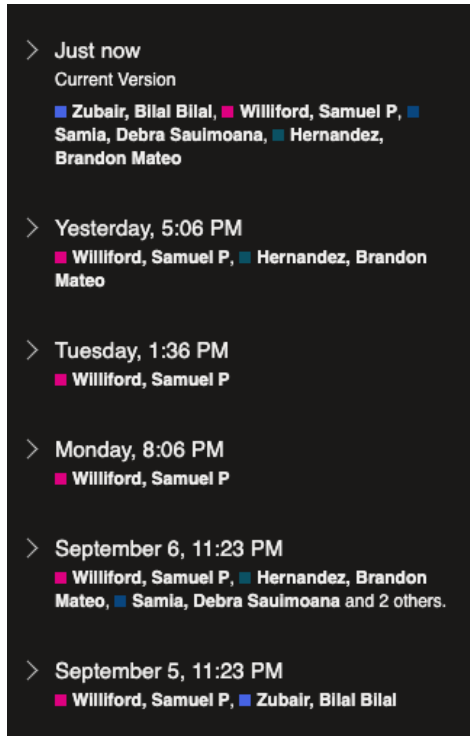 Just now
Current Version
Zubair, Bilal Bilal, Williford, Samuel P,
Samia, Debra Sauimoana, Hernandez,
Brandon Mateo
Yesterday, 5:06 PM
Williford, Samuel P, Hernandez, Brandon
Mateo
Tuesday, 1:36 PM
Williford, Samuel P
Monday, 8:06 PM
Williford, Samuel P
September 6, 11:23 PM
Williford, Samuel P, Hernandez, Brandon
Mateo, Samia, Debra Sauimoana and 2 others.
September 5, 11:23 PM
Williford, Samuel P, Zubair, Bilal Bilal